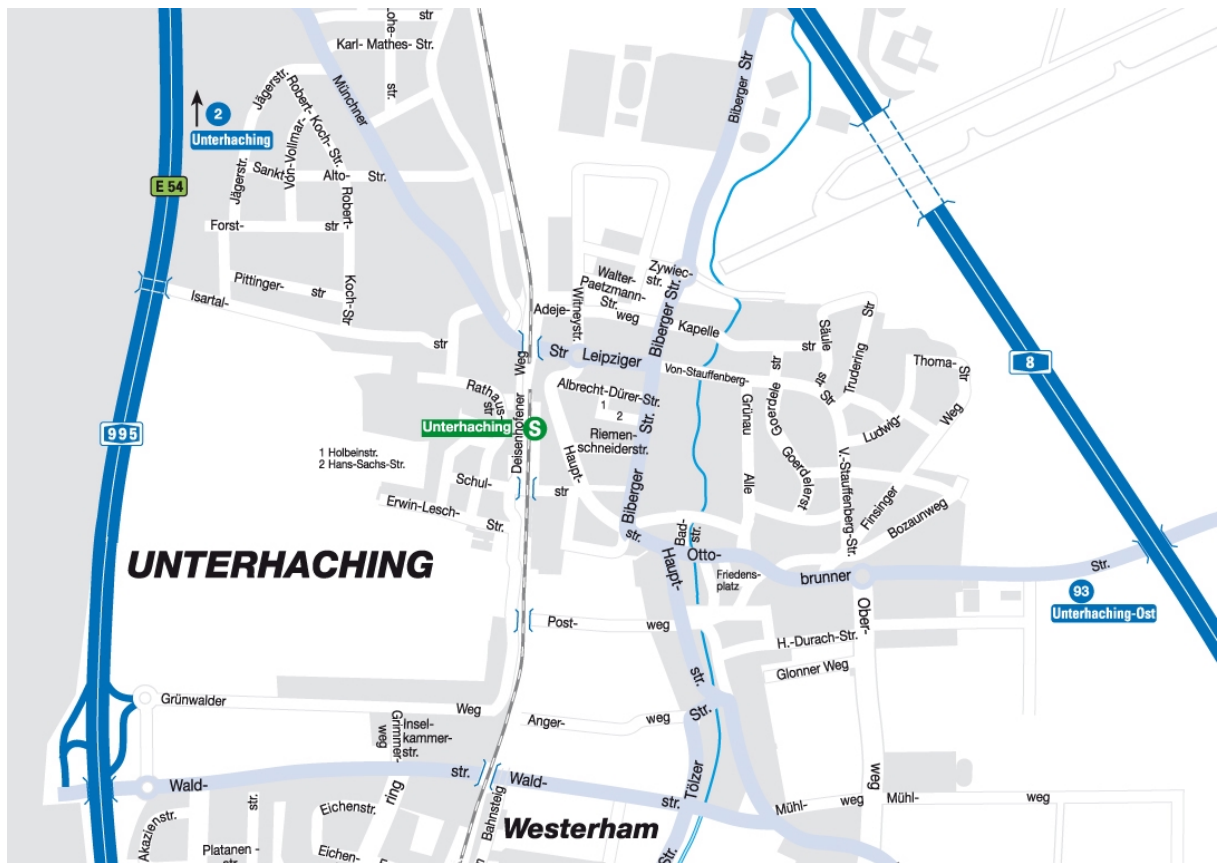 Lohe-
str.
Karl- Mathes- Str.
Münchner
Biberger Str
Jägerstr.
Robert- Koch- Str.
2
Unterhaching
Von-Vollmar-
Sankt-
Alto-
Str.
E 54
Jägerstr.
Robert-
Forst-
str
Koch-Str
Pittinger-
str
Isartal-
str
Zywiec-
str.
Walter-
Paetzmann-
Str.
weg
Adeje-
Witneystr.
Kapelle
Biberger Str.
Säule
str
str
Trudering
Str
Thoma-
Str
8
Str
Leipziger
Weg
Von-Stauffenberg-
Str
Goerdele
str
Rathaus-
str
Albrecht-Dürer-Str.
1
2
Grünau
Ludwig-
Weg
Unterhaching
S
Deisenhofener
Riemen-
schneiderstr.
Str.
995
1 Holbeinstr.
2 Hans-Sachs-Str.
Haupt-
Goerdelerst
V.-Stauffenberg-Str.
Finsinger
Schul-
str
Alle
Erwin-Lesch-
Str.
Biberger
str.
Bozaunweg
Bad-
str.
UNTERHACHING
Haupt-
Otto-
Friedens-
platz
brunner
Str.
93
Unterhaching-Ost
Post-
weg
Ober-
H.-Durach-Str.
Glonner Weg
str.
Grünwalder
Weg
Anger-
weg
Str.
Grimmer-
weg
Insel-
kammer-
str.
Wald-
str.
Wald-
str.
Tölzer
Str.
weg
Mühl-
weg
Mühl-
weg
ring
Bahnsteig
Eichenstr.
str.
Akazienstr.
Platanen-
str.
Eichen-
Westerham